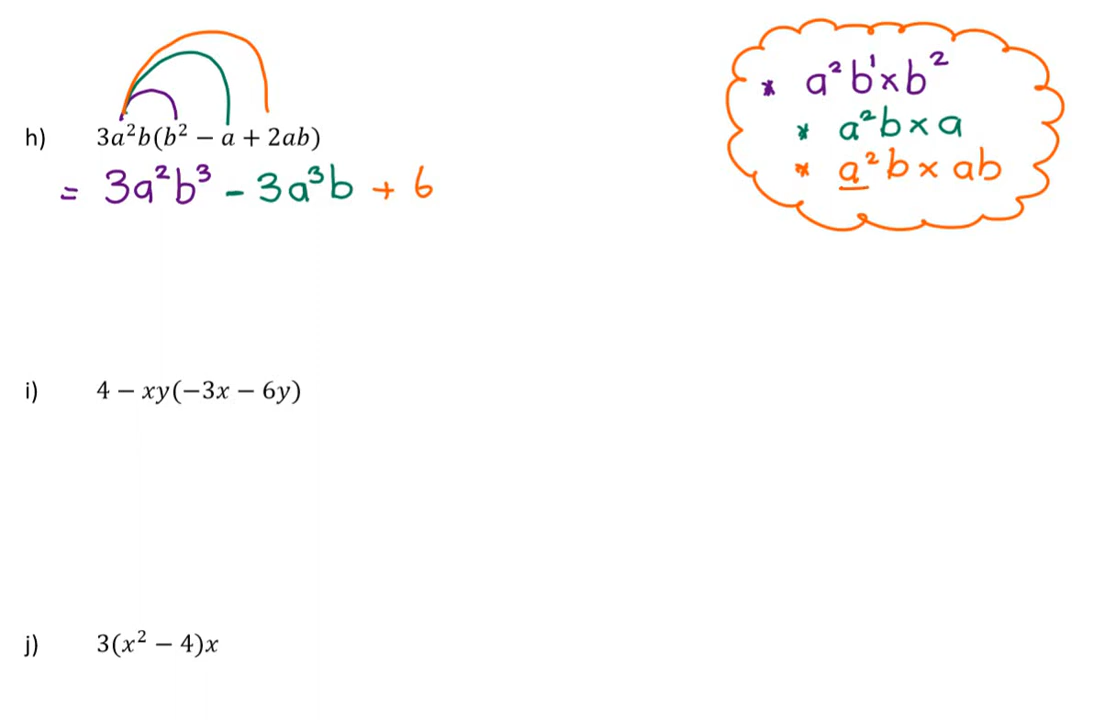 h) 3a²b(b² − a + 2ab)
= 3a²b³ - 3a³b + 6
* a²b¹×b²
* a²b×a
* a²b×ab
i) 4 − xy(−3x − 6y)
j) 3(x² − 4)x